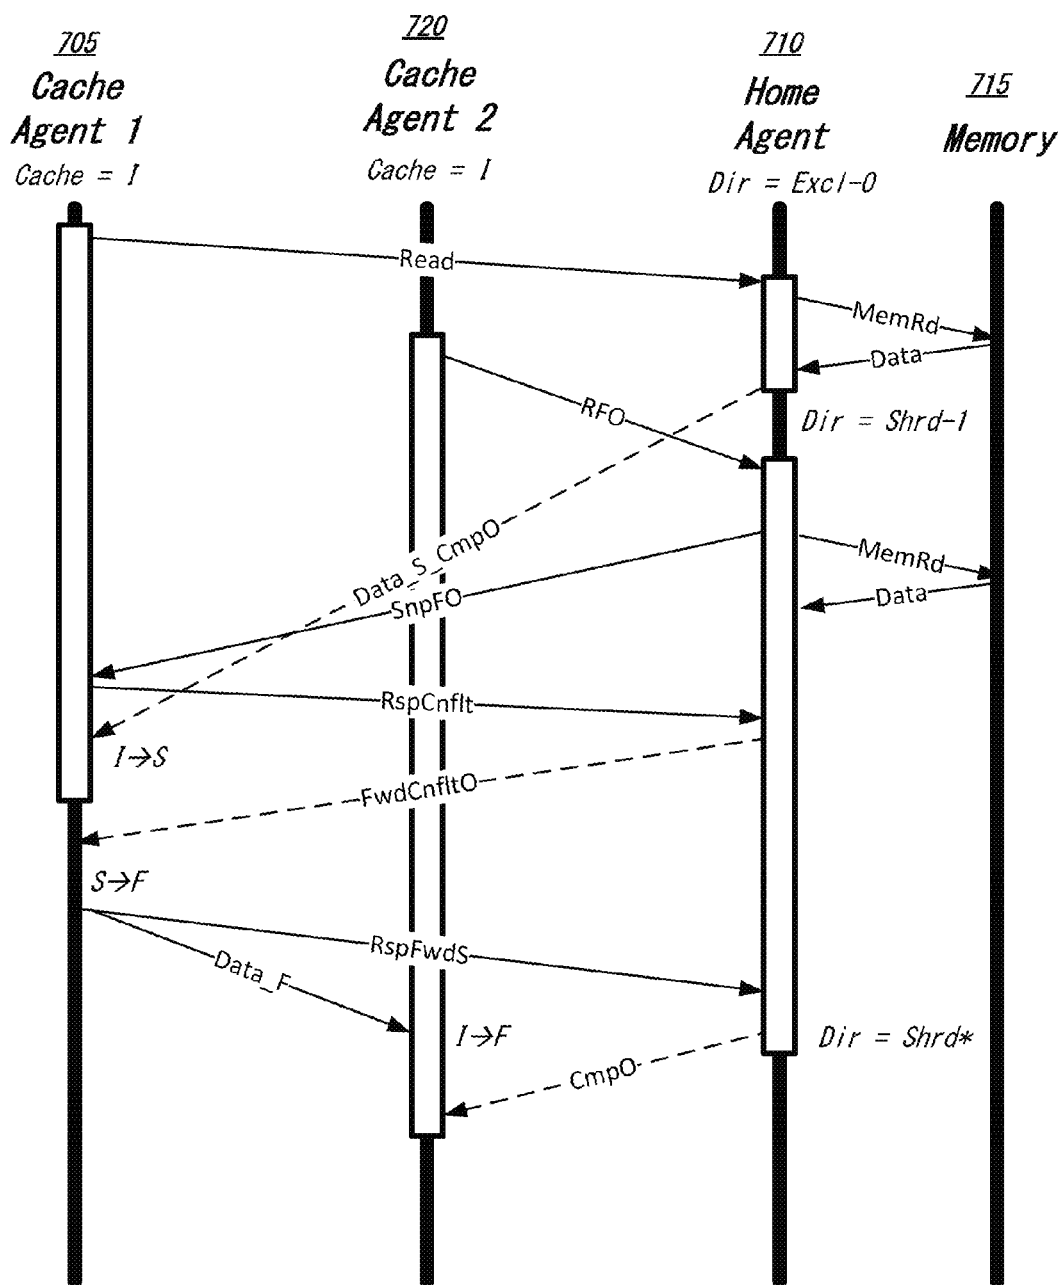 705
Cache
Agent 1
Cache = I
720
Cache
Agent 2
Cache = I
710
Home
Agent
Dir = Excl-0
715
Memory
Read
MemRd
Data
RFO
Dir = Shrd-1
Data_S_CmpO
MemRd
SnpFO
Data
RspCnflt
I→S
FwdCnfltO
S→F
RspFwdS
Data_F
I→F
Dir = Shrd*
CmpO